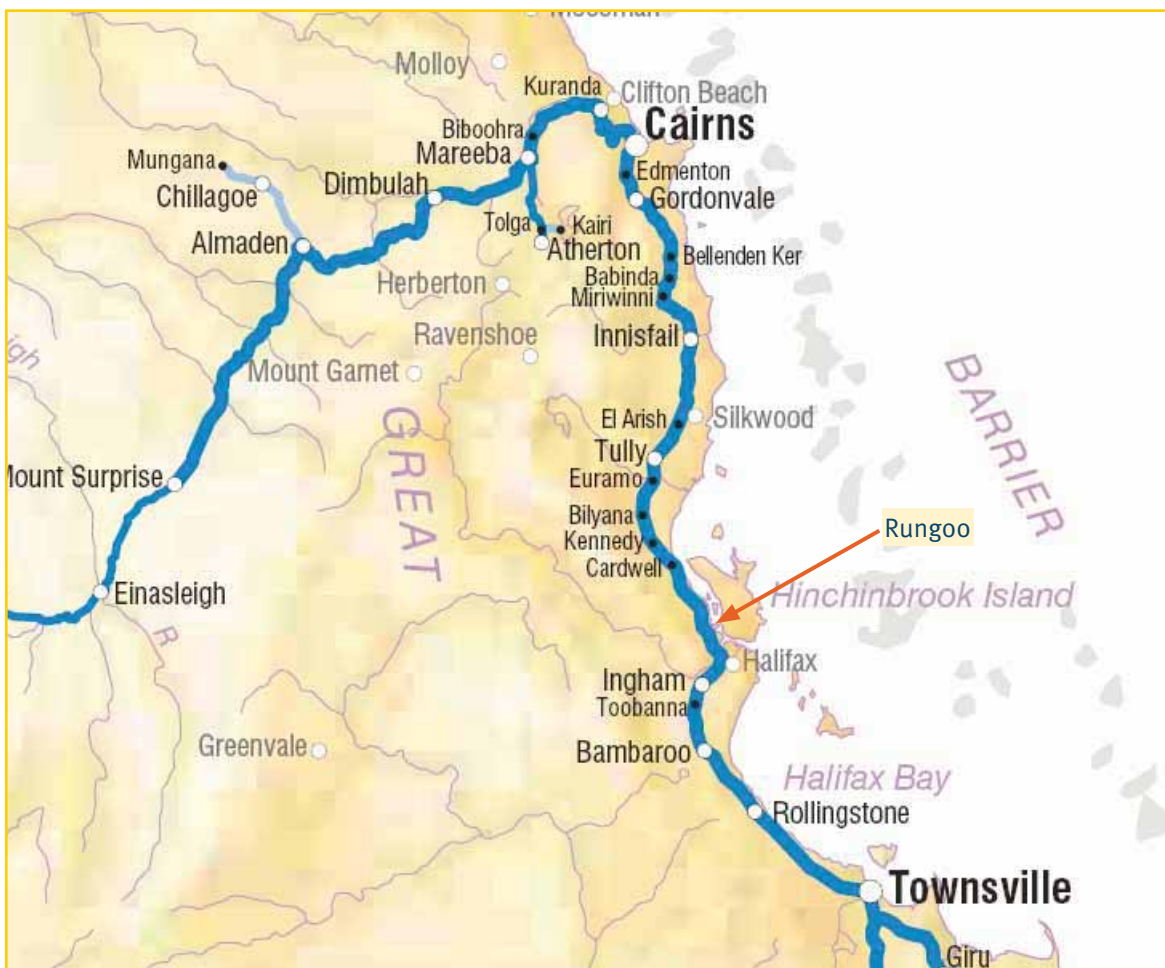 Molloy
Kuranda
Clifton Beach
Cairns
Biboohra
Mareeba
Mungana
Chillagoe
Dimbulah
Edmenton
Gordonvale
Tolga
Kairi
Atherton
Almaden
Bellenden Ker
Babinda
Miriwinni
Herberton
Ravenshoe
Innisfail
Mount Garnet
BARRIER
GREAT
El Arish
Silkwood
Tully
Mount Surprise
Euramo
Bilyana
Rungoo
Kennedy
Cardwell
Einasleigh
Hinchinbrook Island
R
Halifax
Ingham
Toobanna
Greenvale
Bambaroo
Halifax Bay
Rollingstone
Townsville
Giru